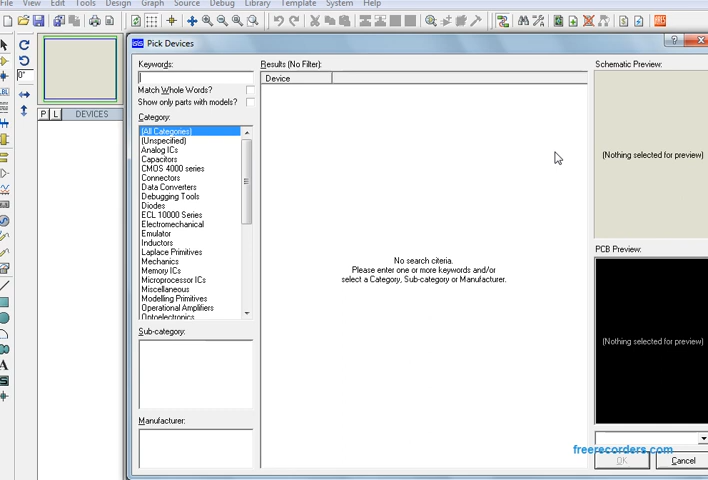 File View Edit Tools Design Graph Source Debug Library Template System Help
ISIS Pick Devices
? X
0°
P L DEVICES
Keywords:
Match Whole Words?
Show only parts with models?
Category:
(All Categories)
(Unspecified)
Analog ICs
Capacitors
CMOS 4000 series
Connectors
Data Converters
Debugging Tools
Diodes
ECL 10000 Series
Electromechanical
Emulator
Inductors
Laplace Primitives
Mechanics
Memory ICs
Microprocessor ICs
Miscellaneous
Modelling Primitives
Operational Amplifiers
Optoelectronics
Sub-category:
Manufacturer:
Results (No Filter):
Device
No search citeria.
Please enter one or more keywords and/or
select a Category, Sub-category or Manufacturer.
Schematic Preview:
(Nothing selected for preview)
PCB Preview:
(Nothing selected for preview)
freerecorders.com
OK Cancel